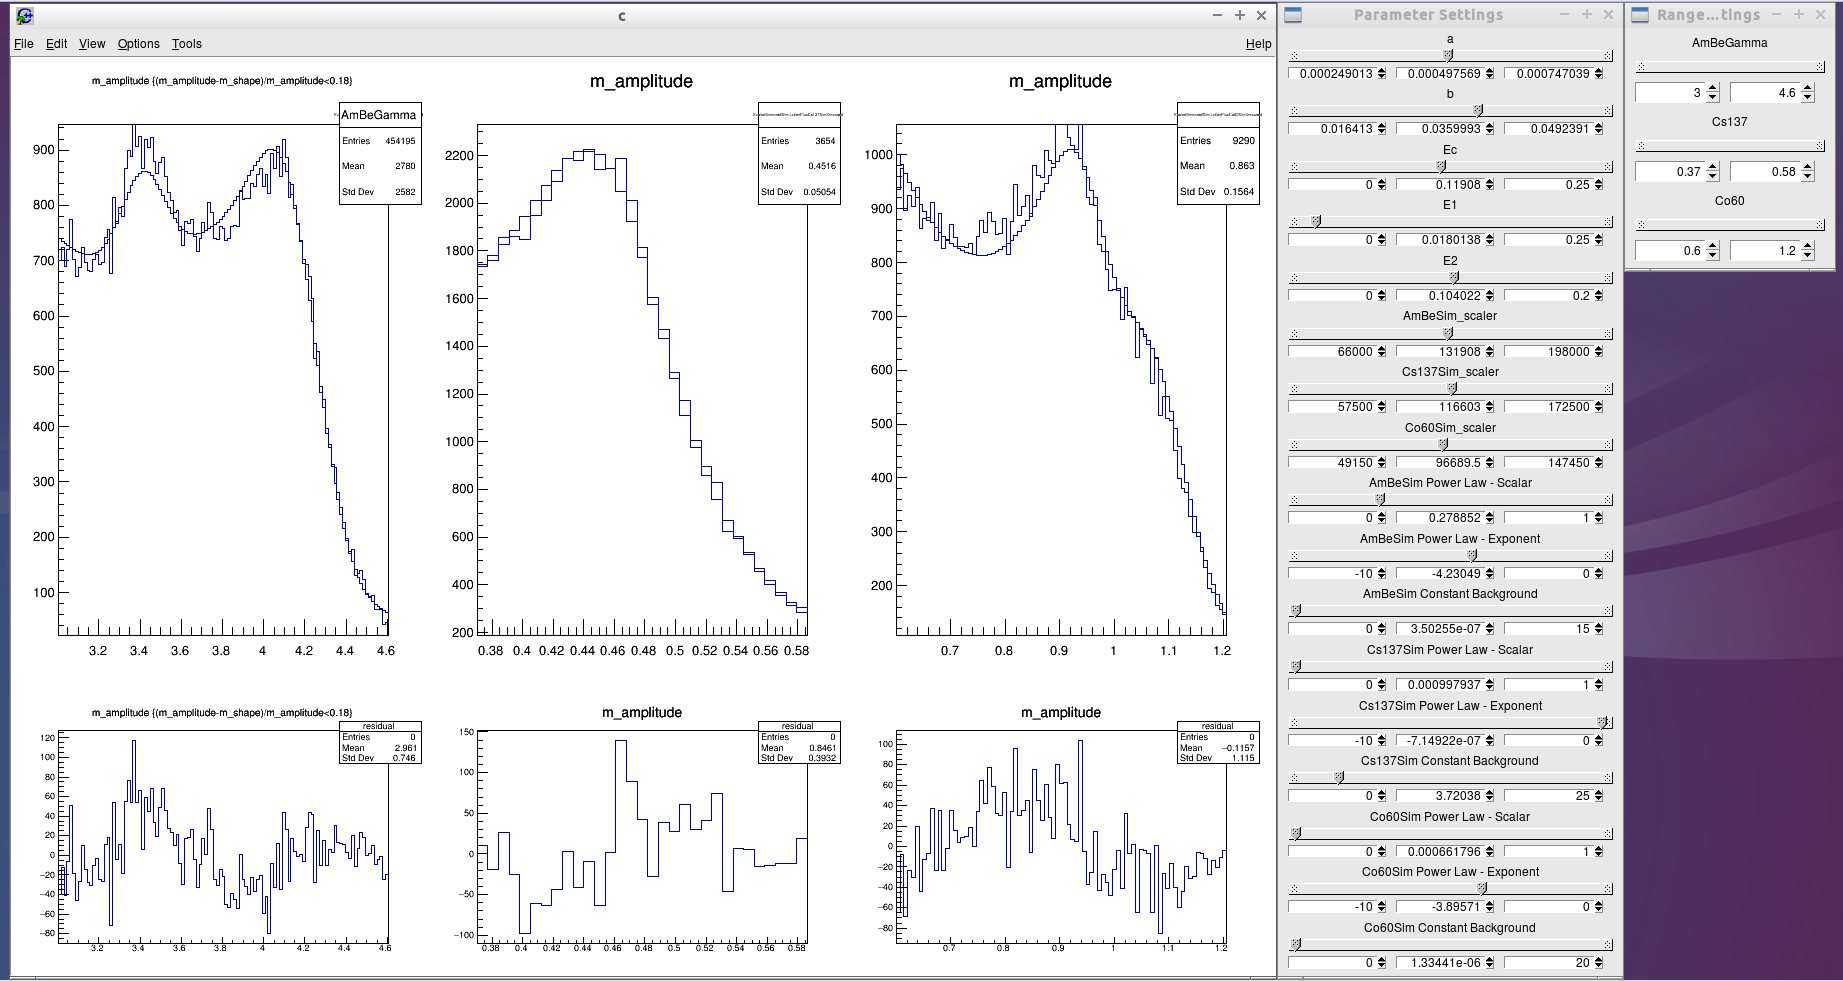 c
File Edit View Options Tools Help
m_amplitude {(m_amplitude-m_shape)/m_amplitude<0.18}
AmBeGamma
Entries 454195
Mean 2780
Std Dev 2582
900
800
700
600
500
400
300
200
100
3.2 3.4 3.6 3.8 4 4.2 4.4 4.6
m_amplitude
Entries 3654
Mean 0.4516
Std Dev 0.05054
2200
2000
1800
1600
1400
1200
1000
800
600
400
200
0.38 0.4 0.42 0.44 0.46 0.48 0.5 0.52 0.54 0.56 0.58
m_amplitude
Entries 9290
Mean 0.863
Std Dev 0.1564
1000
900
800
700
600
500
400
300
200
0.7 0.8 0.9 1 1.1 1.2
m_amplitude {(m_amplitude-m_shape)/m_amplitude<0.18}
residual
Entries 0
Mean 2.961
Std Dev 0.746
120
100
80
60
40
20
0
−20
−40
−60
−80
3.2 3.4 3.6 3.8 4 4.2 4.4 4.6
m_amplitude
residual
Entries 0
Mean 0.8461
Std Dev 0.3932
150
100
50
0
−50
−100
0.38 0.4 0.42 0.44 0.46 0.48 0.5 0.52 0.54 0.56 0.58
m_amplitude
residual
Entries 0
Mean −0.1157
Std Dev 1.115
100
80
60
40
20
0
−20
−40
−60
−80
0.7 0.8 0.9 1 1.1 1.2
Parameter Settings
a
0.000249013 0.000497569 0.000747039
b
0.016413 0.0359993 0.0492391
Ec
0 0.11908 0.25
E1
0 0.0180138 0.25
E2
0 0.104022 0.2
AmBeSim_scaler
66000 131908 198000
Cs137Sim_scaler
57500 116603 172500
Co60Sim_scaler
49150 96689.5 147450
AmBeSim Power Law - Scalar
0 0.278852 1
AmBeSim Power Law - Exponent
-10 -4.23049 0
AmBeSim Constant Background
0 3.50255e-07 15
Cs137Sim Power Law - Scalar
0 0.000997937 1
Cs137Sim Power Law - Exponent
-10 -7.14922e-07 0
Cs137Sim Constant Background
0 3.72038 25
Co60Sim Power Law - Scalar
0 0.000661796 1
Co60Sim Power Law - Exponent
-10 -3.89571 0
Co60Sim Constant Background
0 1.33441e-06 20
Range...tings
AmBeGamma
3 4.6
Cs137
0.37 0.58
Co60
0.6 1.2